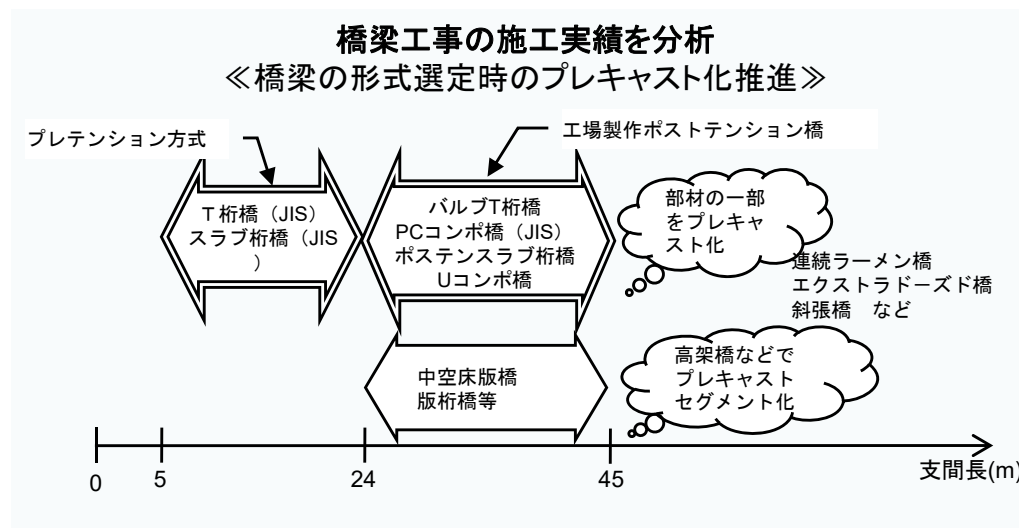 橋梁工事の施工実績を分析
≪橋梁の形式選定時のプレキャスト化推進≫
プレテンション方式
工場製作ポストテンション橋
T桁橋（JIS）
スラブ桁橋（JIS
）
バルブT桁橋
PCコンポ橋（JIS）
ポステンスラブ桁橋
Uコンポ橋
部材の一部
をプレキャ
スト化
連続ラーメン橋
エクストラドーズド橋
斜張橋　など
中空床版橋
版桁橋等
高架橋などで
プレキャスト
セグメント化
0
5
24
45
支間長(m)